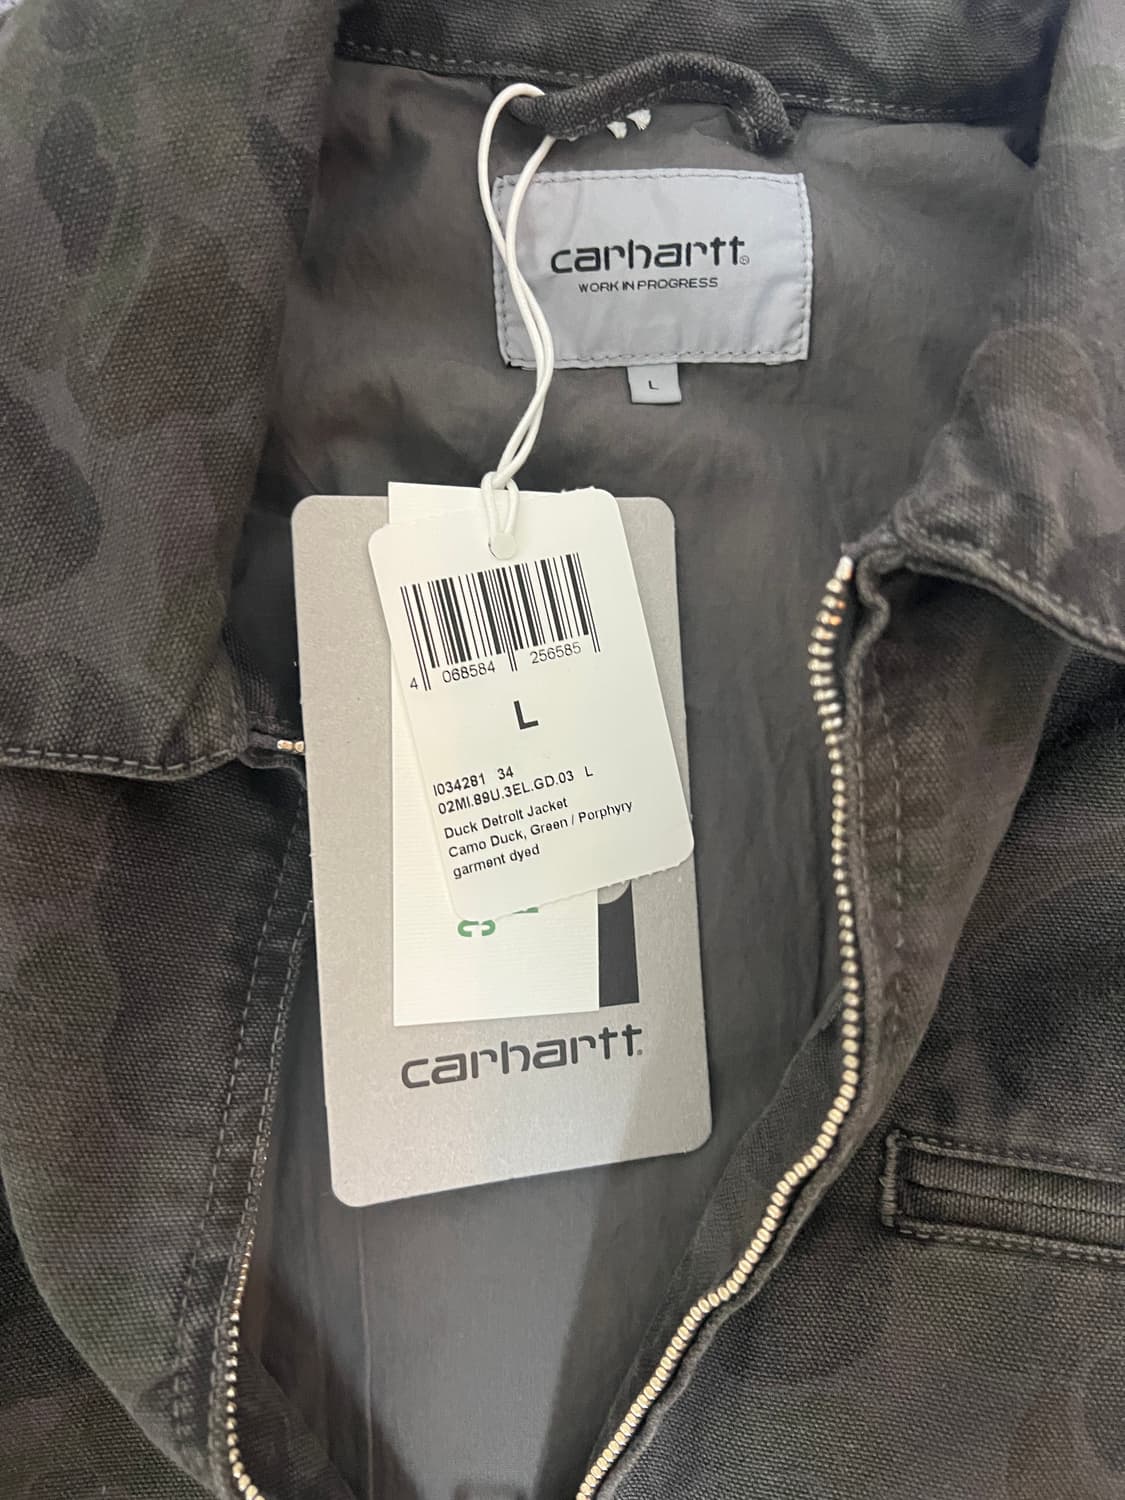 carhartt®
WORK IN PROGRESS
L
4 068584 256585
L
I034281 34
02MI.89U.3EL.GD.03 L
Duck Detroit Jacket
Camo Duck, Green / Porphyry
garment dyed
carhartt®